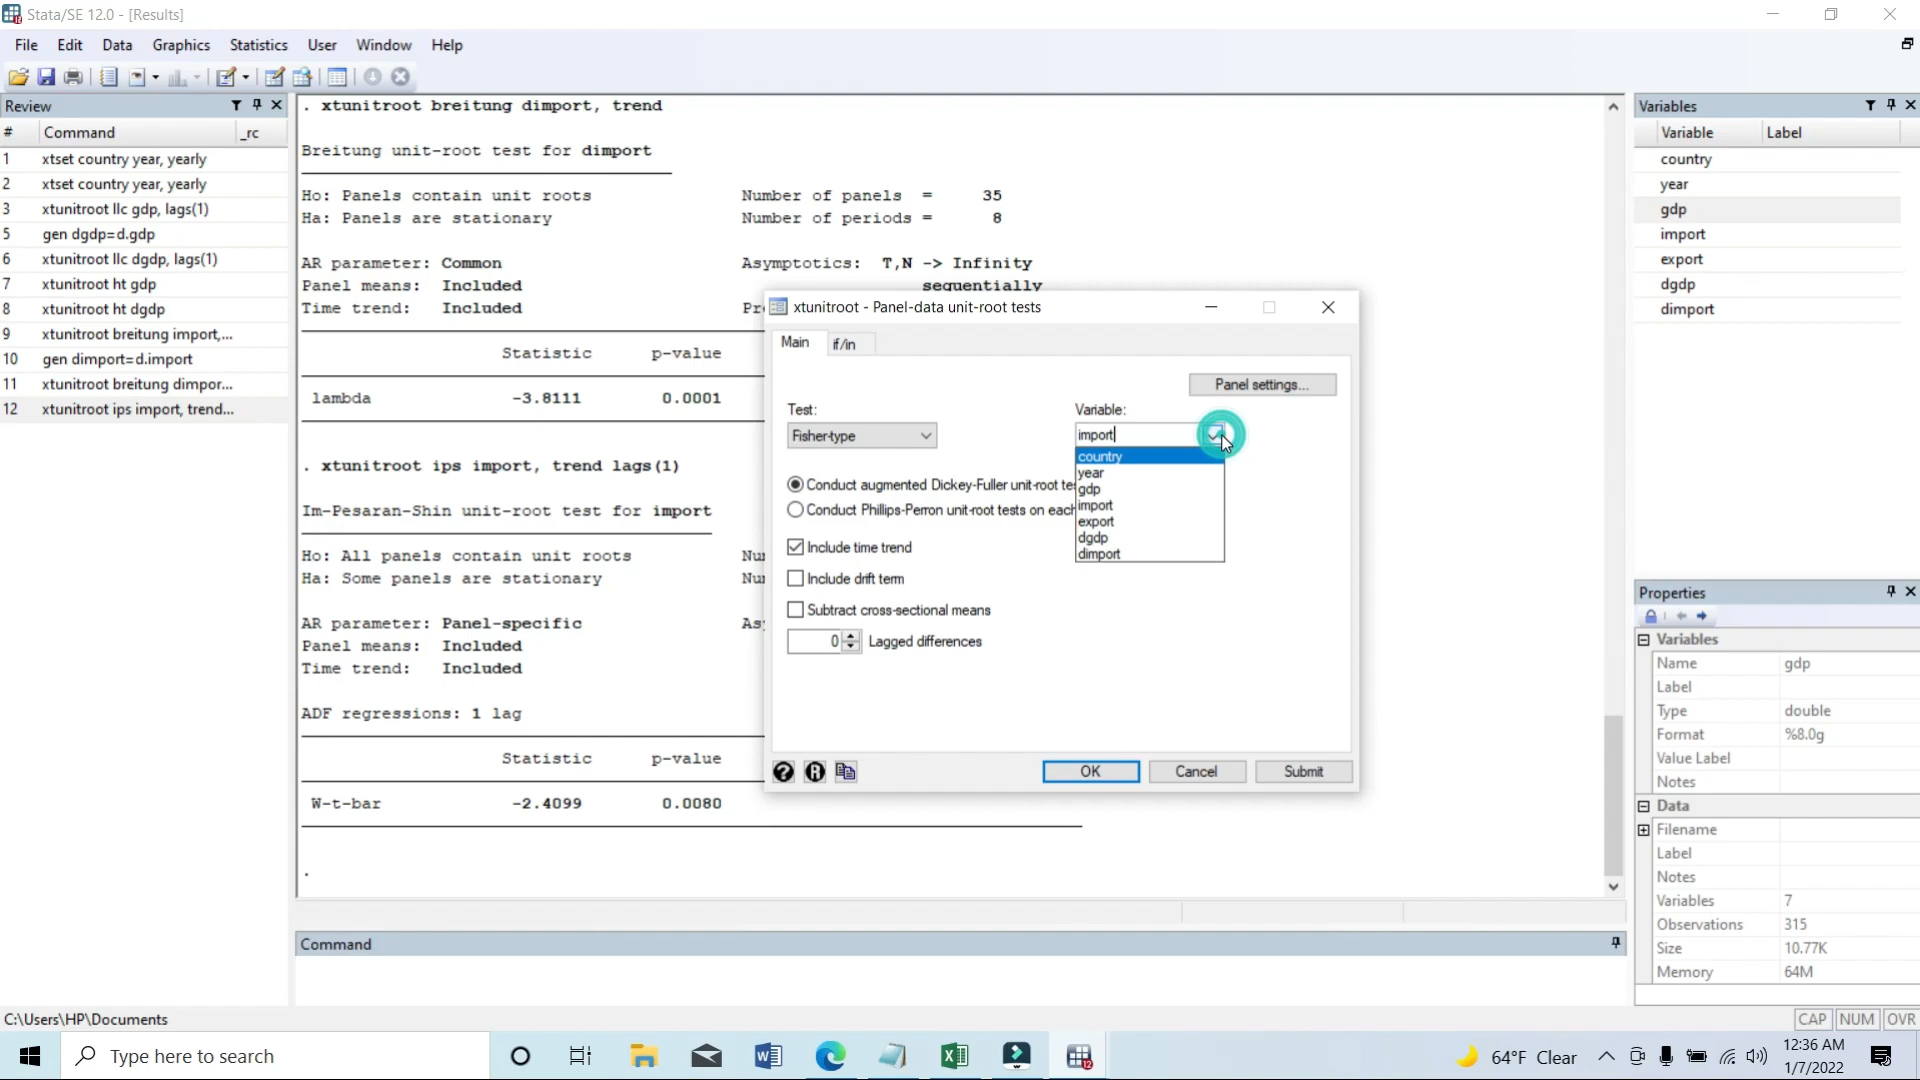 Stata/SE 12.0 - [Results]
File Edit Data Graphics Statistics User Window Help
Review
# Command _rc
1 xtset country year, yearly
2 xtset country year, yearly
3 xtunitroot llc gdp, lags(1)
5 gen dgdp=d.gdp
6 xtunitroot llc dgdp, lags(1)
7 xtunitroot ht gdp
8 xtunitroot ht dgdp
9 xtunitroot breitung import,...
10 gen dimport=d.import
11 xtunitroot breitung dimpor...
12 xtunitroot ips import, trend...
. xtunitroot breitung dimport, trend
Breitung unit-root test for dimport
Ho: Panels contain unit roots Number of panels = 35
Ha: Panels are stationary Number of periods = 8
AR parameter: Common Asymptotics: T,N -> Infinity
Panel means: Included sequentially
Time trend: Included Pr
Statistic p-value
lambda -3.8111 0.0001
. xtunitroot ips import, trend lags(1)
Im-Pesaran-Shin unit-root test for import
Ho: All panels contain unit roots Nu
Ha: Some panels are stationary Nu
AR parameter: Panel-specific As
Panel means: Included
Time trend: Included
ADF regressions: 1 lag
Statistic p-value
W-t-bar -2.4099 0.0080
.
xtunitroot - Panel-data unit-root tests
Main if/in
Panel settings...
Test: Variable:
Fisher-type import
country
year
gdp
import
export
dgdp
dimport
Conduct augmented Dickey-Fuller unit-root te
Conduct Phillips-Perron unit-root tests on each
Include time trend
Include drift term
Subtract cross-sectional means
0 Lagged differences
OK Cancel Submit
Command
Variables
Variable Label
country
year
gdp
import
export
dgdp
dimport
Properties
Variables
Name gdp
Label
Type double
Format %8.0g
Value Label
Notes
Data
Filename
Label
Notes
Variables 7
Observations 315
Size 10.77K
Memory 64M
C:\Users\HP\Documents
CAP NUM OVR
Type here to search
64°F Clear
12:36 AM
1/7/2022